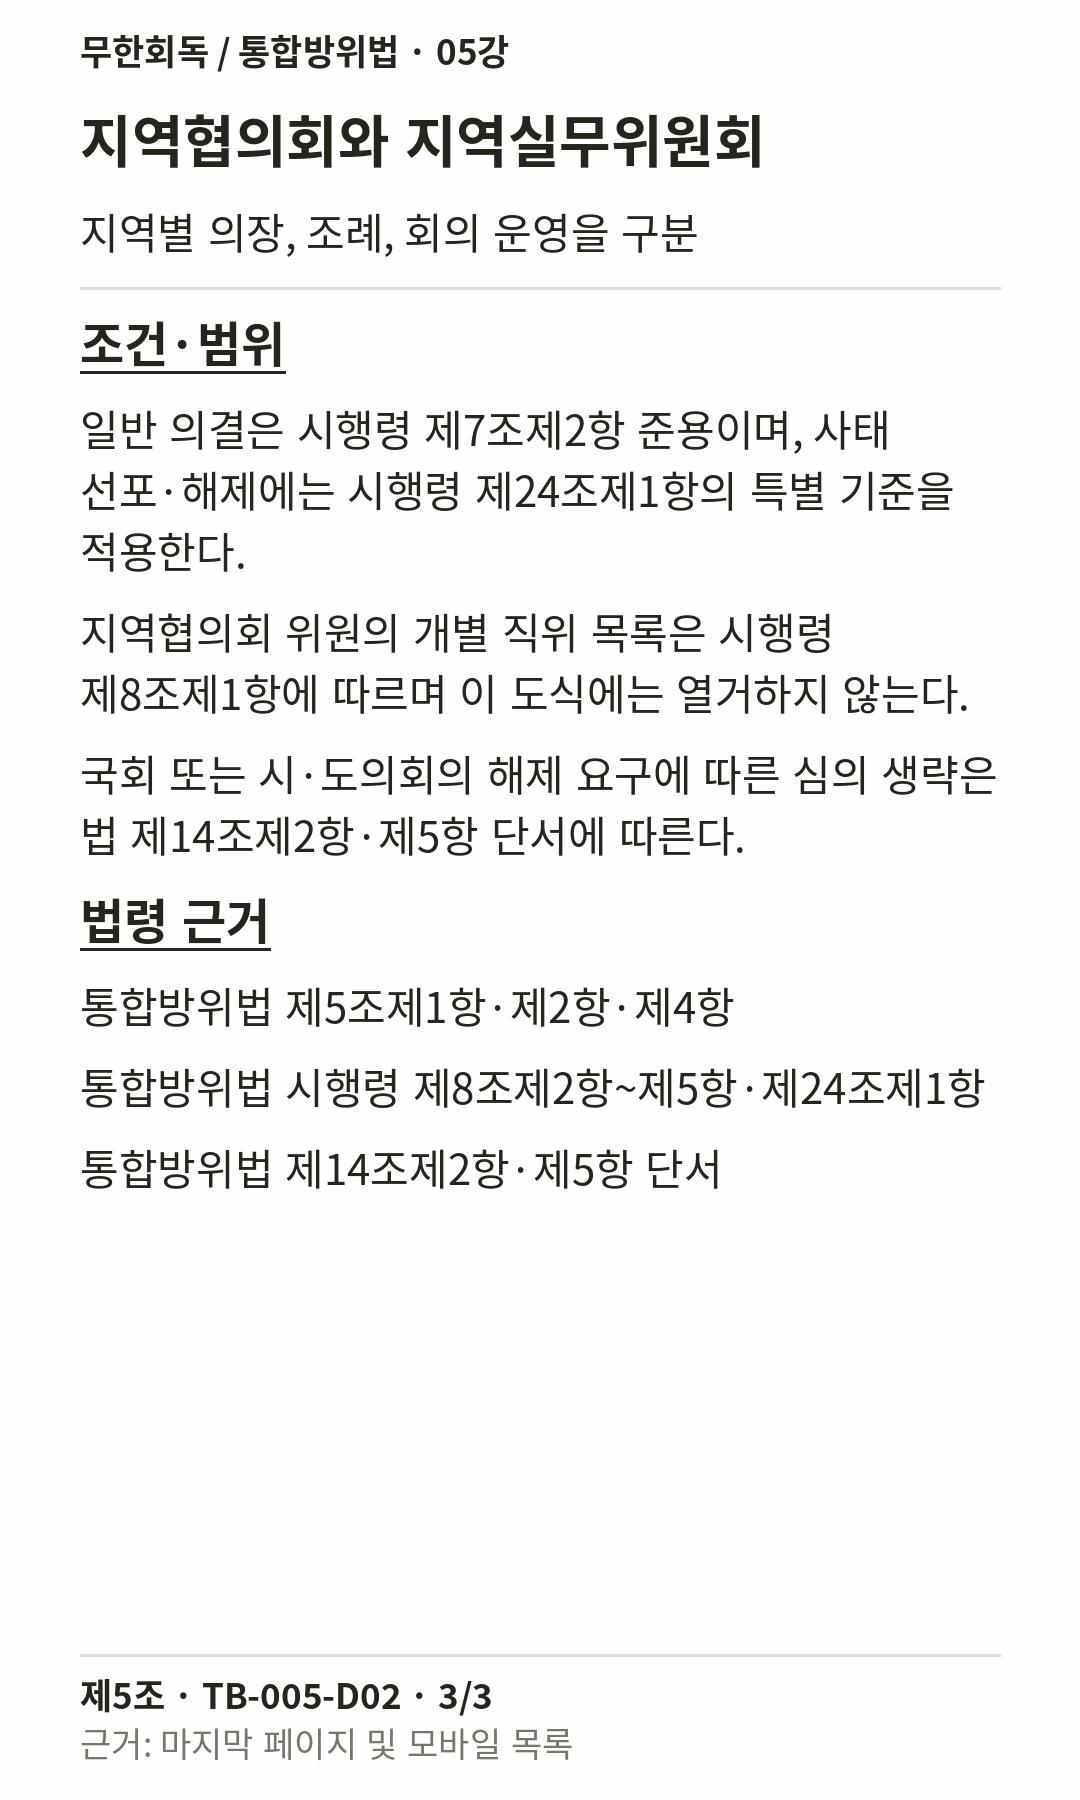 무한회독 / 통합방위법 · 05강
지역협의회와 지역실무위원회
지역별 의장, 조례, 회의 운영을 구분
조건·범위
일반 의결은 시행령 제7조제2항 준용이며, 사태
선포·해제에는 시행령 제24조제1항의 특별 기준을
적용한다.
지역협의회 위원의 개별 직위 목록은 시행령
제8조제1항에 따르며 이 도식에는 열거하지 않는다.
국회 또는 시·도의회의 해제 요구에 따른 심의 생략은
법 제14조제2항·제5항 단서에 따른다.
법령 근거
통합방위법 제5조제1항·제2항·제4항
통합방위법 시행령 제8조제2항~제5항·제24조제1항
통합방위법 제14조제2항·제5항 단서
제5조 · TB-005-D02 · 3/3
근거: 마지막 페이지 및 모바일 목록